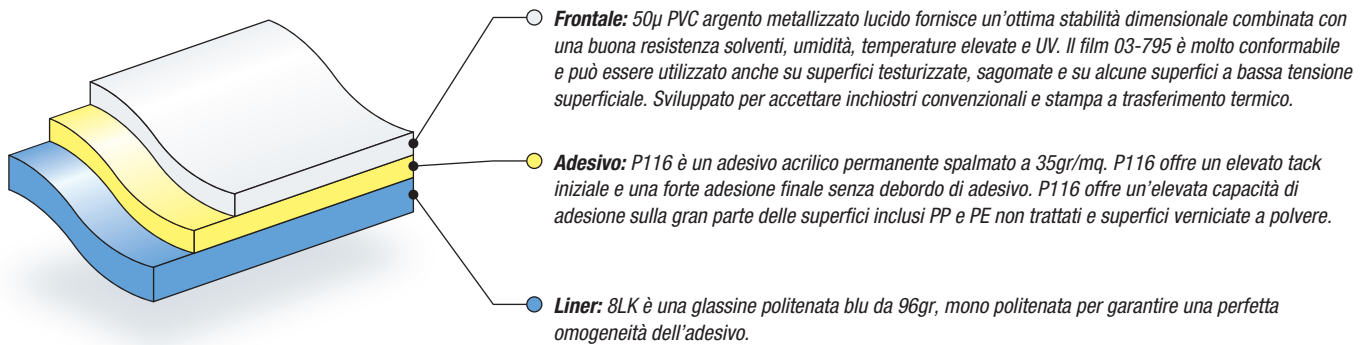 Frontale: 50µ PVC argento metallizzato lucido fornisce un'ottima stabilità dimensionale combinata con
una buona resistenza solventi, umidità, temperature elevate e UV. Il film 03-795 è molto conformabile
e può essere utilizzato anche su superfici testurizzate, sagomate e su alcune superfici a bassa tensione
superficiale. Sviluppato per accettare inchiostri convenzionali e stampa a trasferimento termico.
Adesivo: P116 è un adesivo acrilico permanente spalmato a 35gr/mq. P116 offre un elevato tack
iniziale e una forte adesione finale senza debordo di adesivo. P116 offre un'elevata capacità di
adesione sulla gran parte delle superfici inclusi PP e PE non trattati e superfici verniciate a polvere.
Liner: 8LK è una glassine politenata blu da 96gr, mono politenata per garantire una perfetta
omogeneità dell'adesivo.